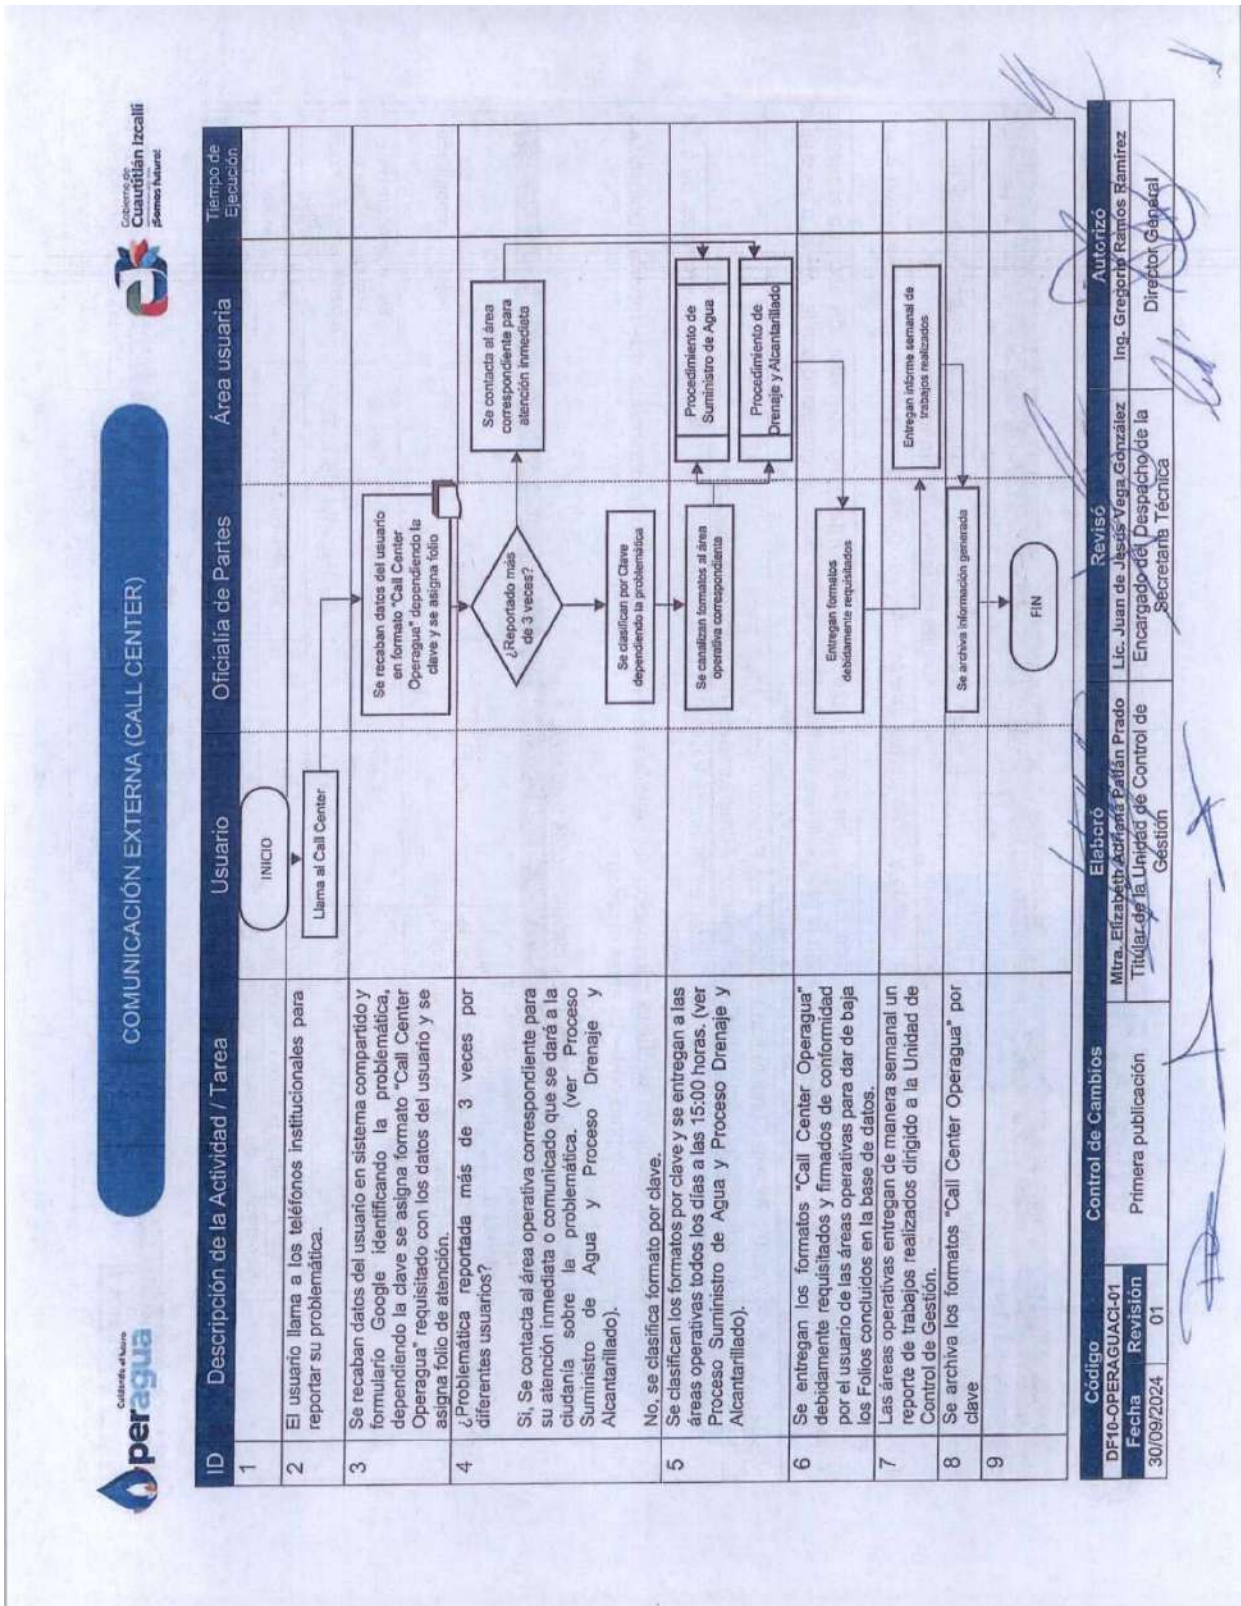 Cuidando el futuro
peragua
COMUNICACIÓN EXTERNA (CALL CENTER)
Gobierno de
Cuautitlán Izcalli
¡Somos futuro!
ID
Descripción de la Actividad / Tarea
Usuario
Oficialía de Partes
Área usuaria
Tiempo de
Ejecución
1
INICIO
2
El usuario llama a los teléfonos institucionales para
reportar su problemática.
Llama al Call Center
3
Se recaban datos del usuario en sistema compartido y
formulario Google identificando la problemática,
dependiendo la clave se asigna formato "Call Center
Operagua" requisitado con los datos del usuario y se
asigna folio de atención.
Se recaban datos del usuario
en formato "Call Center
Operagua" dependiendo la
clave y se asigna folio
4
¿Problemática reportada más de 3 veces por
diferentes usuarios?
Si, Se contacta al área operativa correspondiente para
su atención inmediata o comunicado que se dará a la
ciudanía sobre la problemática. (ver Proceso
Suministro de Agua y Proceso Drenaje y
Alcantarillado).
No, se clasifica formato por clave.
¿Reportado más
de 3 veces?
Se contacta al área
correspondiente para
atención inmediata
Se clasifican por Clave
dependiendo la problemática
5
Se clasifican los formatos por clave y se entregan a las
áreas operativas todos los días a las 15:00 horas. (ver
Proceso Suministro de Agua y Proceso Drenaje y
Alcantarillado).
Se canalizan formatos al área
operativa correspondiente
Procedimiento de
Suministro de Agua
Procedimiento de
Drenaje y Alcantarillado
6
Se entregan los formatos "Call Center Operagua"
debidamente requisitados y firmados de conformidad
por el usuario de las áreas operativas para dar de baja
los Folios concluidos en la base de datos.
Entregan formatos
debidamente requisitados
7
Las áreas operativas entregan de manera semanal un
reporte de trabajos realizados dirigido a la Unidad de
Control de Gestión.
Entregan informe semanal de
trabajos realizados
8
Se archiva los formatos "Call Center Operagua" por
clave
Se archiva información generada
9
FIN
Código
Control de Cambios
Elaboró
Revisó
Autorizó
DF10-OPERAGUACI-01
Primera publicación
Mtra. Elizabeth Adriana Patlán Prado
Lic. Juan de Jesús Vega González
Ing. Gregorio Ramos Ramírez
Fecha
Revisión
Titular de la Unidad de Control de
Gestión
Encargado del Despacho de la
Secretaría Técnica
Director General
30/09/2024
01